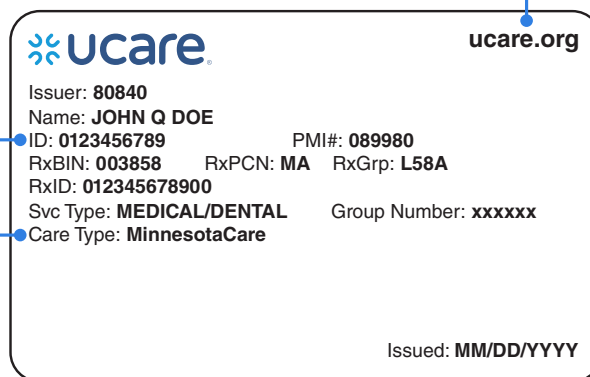 ucare. ucare.org
Issuer: 80840
Name: JOHN Q DOE
ID: 0123456789 PMI#: 089980
RxBIN: 003858 RxPCN: MA RxGrp: L58A
RxID: 012345678900
Svc Type: MEDICAL/DENTAL Group Number: xxxxxx
Care Type: MinnesotaCare
Issued: MM/DD/YYYY